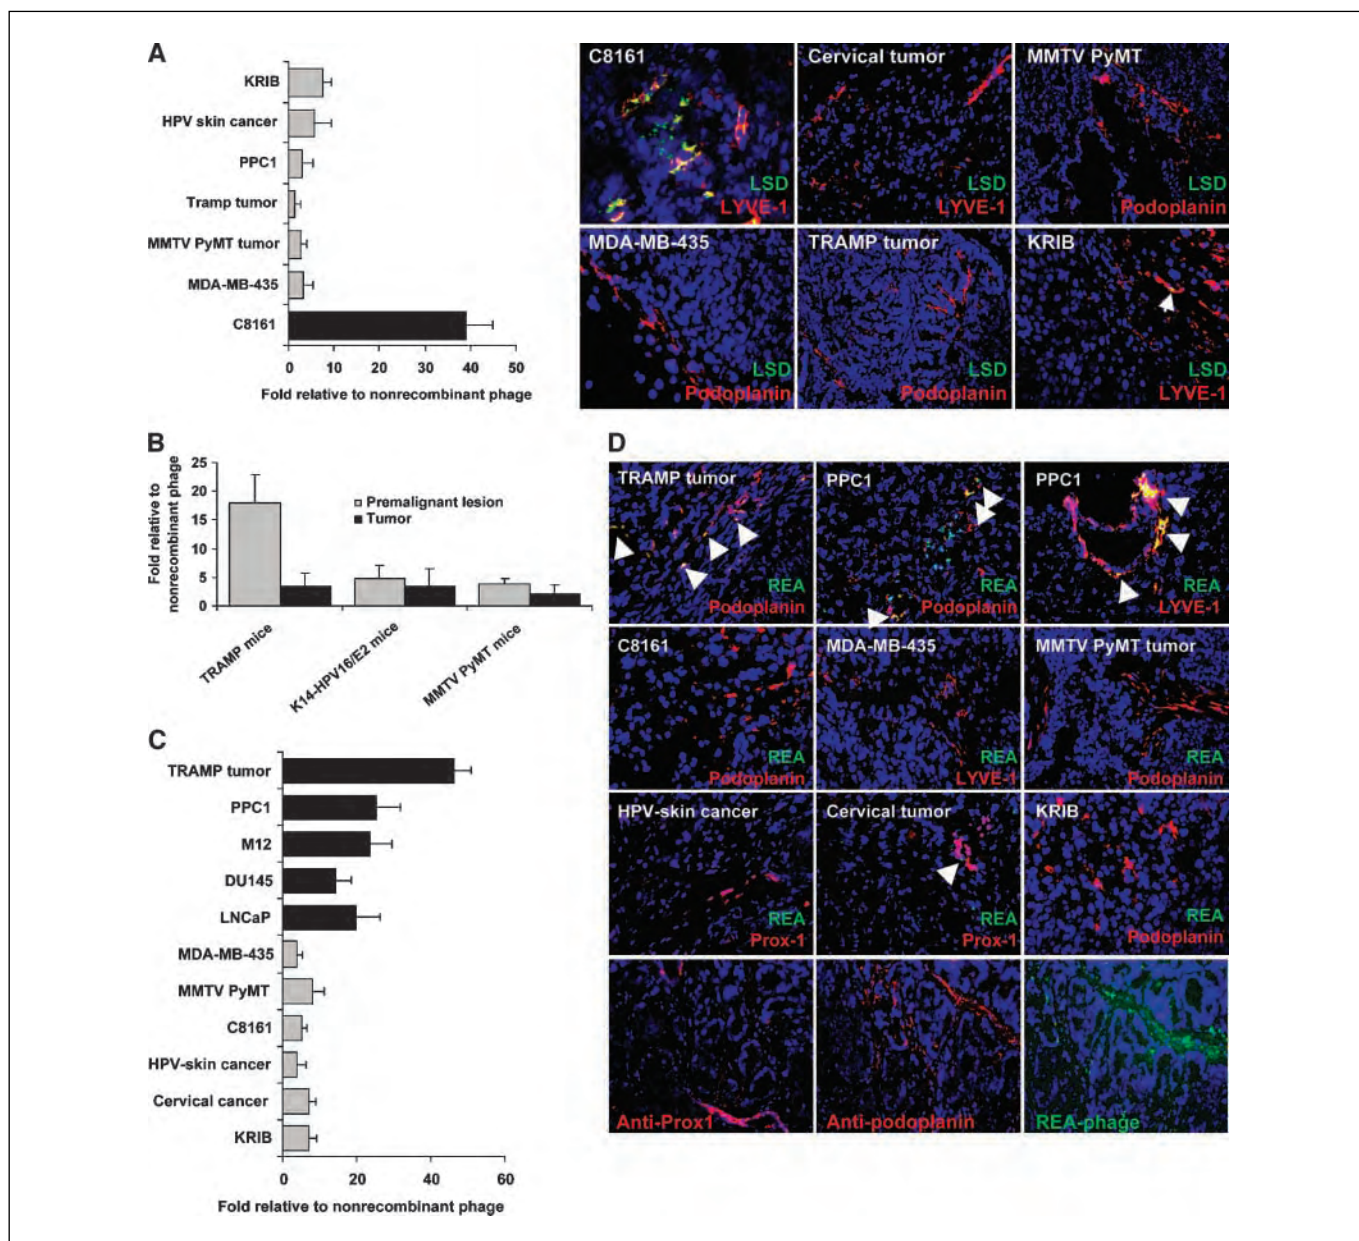 A
KRIB
HPV skin cancer
PPC1
Tramp tumor
MMTV PyMT tumor
MDA-MB-435
C8161
0 10 20 30 40 50
Fold relative to nonrecombinant phage
C8161
LSD
LYVE-1
Cervical tumor
LSD
LYVE-1
MMTV PyMT
LSD
Podoplanin
MDA-MB-435
LSD
Podoplanin
TRAMP tumor
LSD
Podoplanin
KRIB
LSD
LYVE-1
B
Fold relative to
nonrecombinant phage
25
20
15
10
5
0
Premalignant lesion
Tumor
TRAMP mice
K14-HPV16/E2 mice
MMTV PyMT mice
C
TRAMP tumor
PPC1
M12
DU145
LNCaP
MDA-MB-435
MMTV PyMT
C8161
HPV-skin cancer
Cervical cancer
KRIB
0 20 40 60
Fold relative to nonrecombinant phage
D
TRAMP tumor
REA
Podoplanin
PPC1
REA
Podoplanin
PPC1
REA
LYVE-1
C8161
REA
Podoplanin
MDA-MB-435
REA
LYVE-1
MMTV PyMT tumor
REA
Podoplanin
HPV-skin cancer
REA
Prox-1
Cervical tumor
REA
Prox-1
KRIB
REA
Podoplanin
Anti-Prox1
Anti-podoplanin
REA-phage